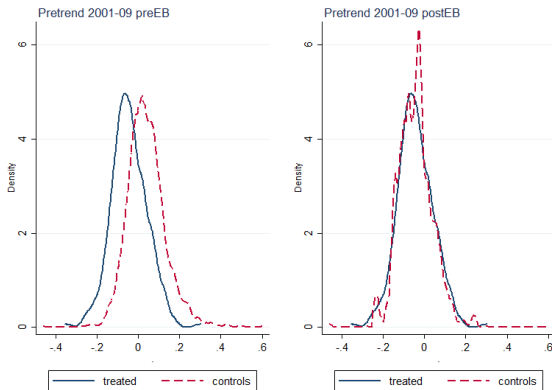 Pretrend 2001-09 preEB
6
4
2
0
Density
-.4 -.2 0 .2 .4 .6
treated controls
Pretrend 2001-09 postEB
6
4
2
0
Density
-.4 -.2 0 .2 .4 .6
treated controls